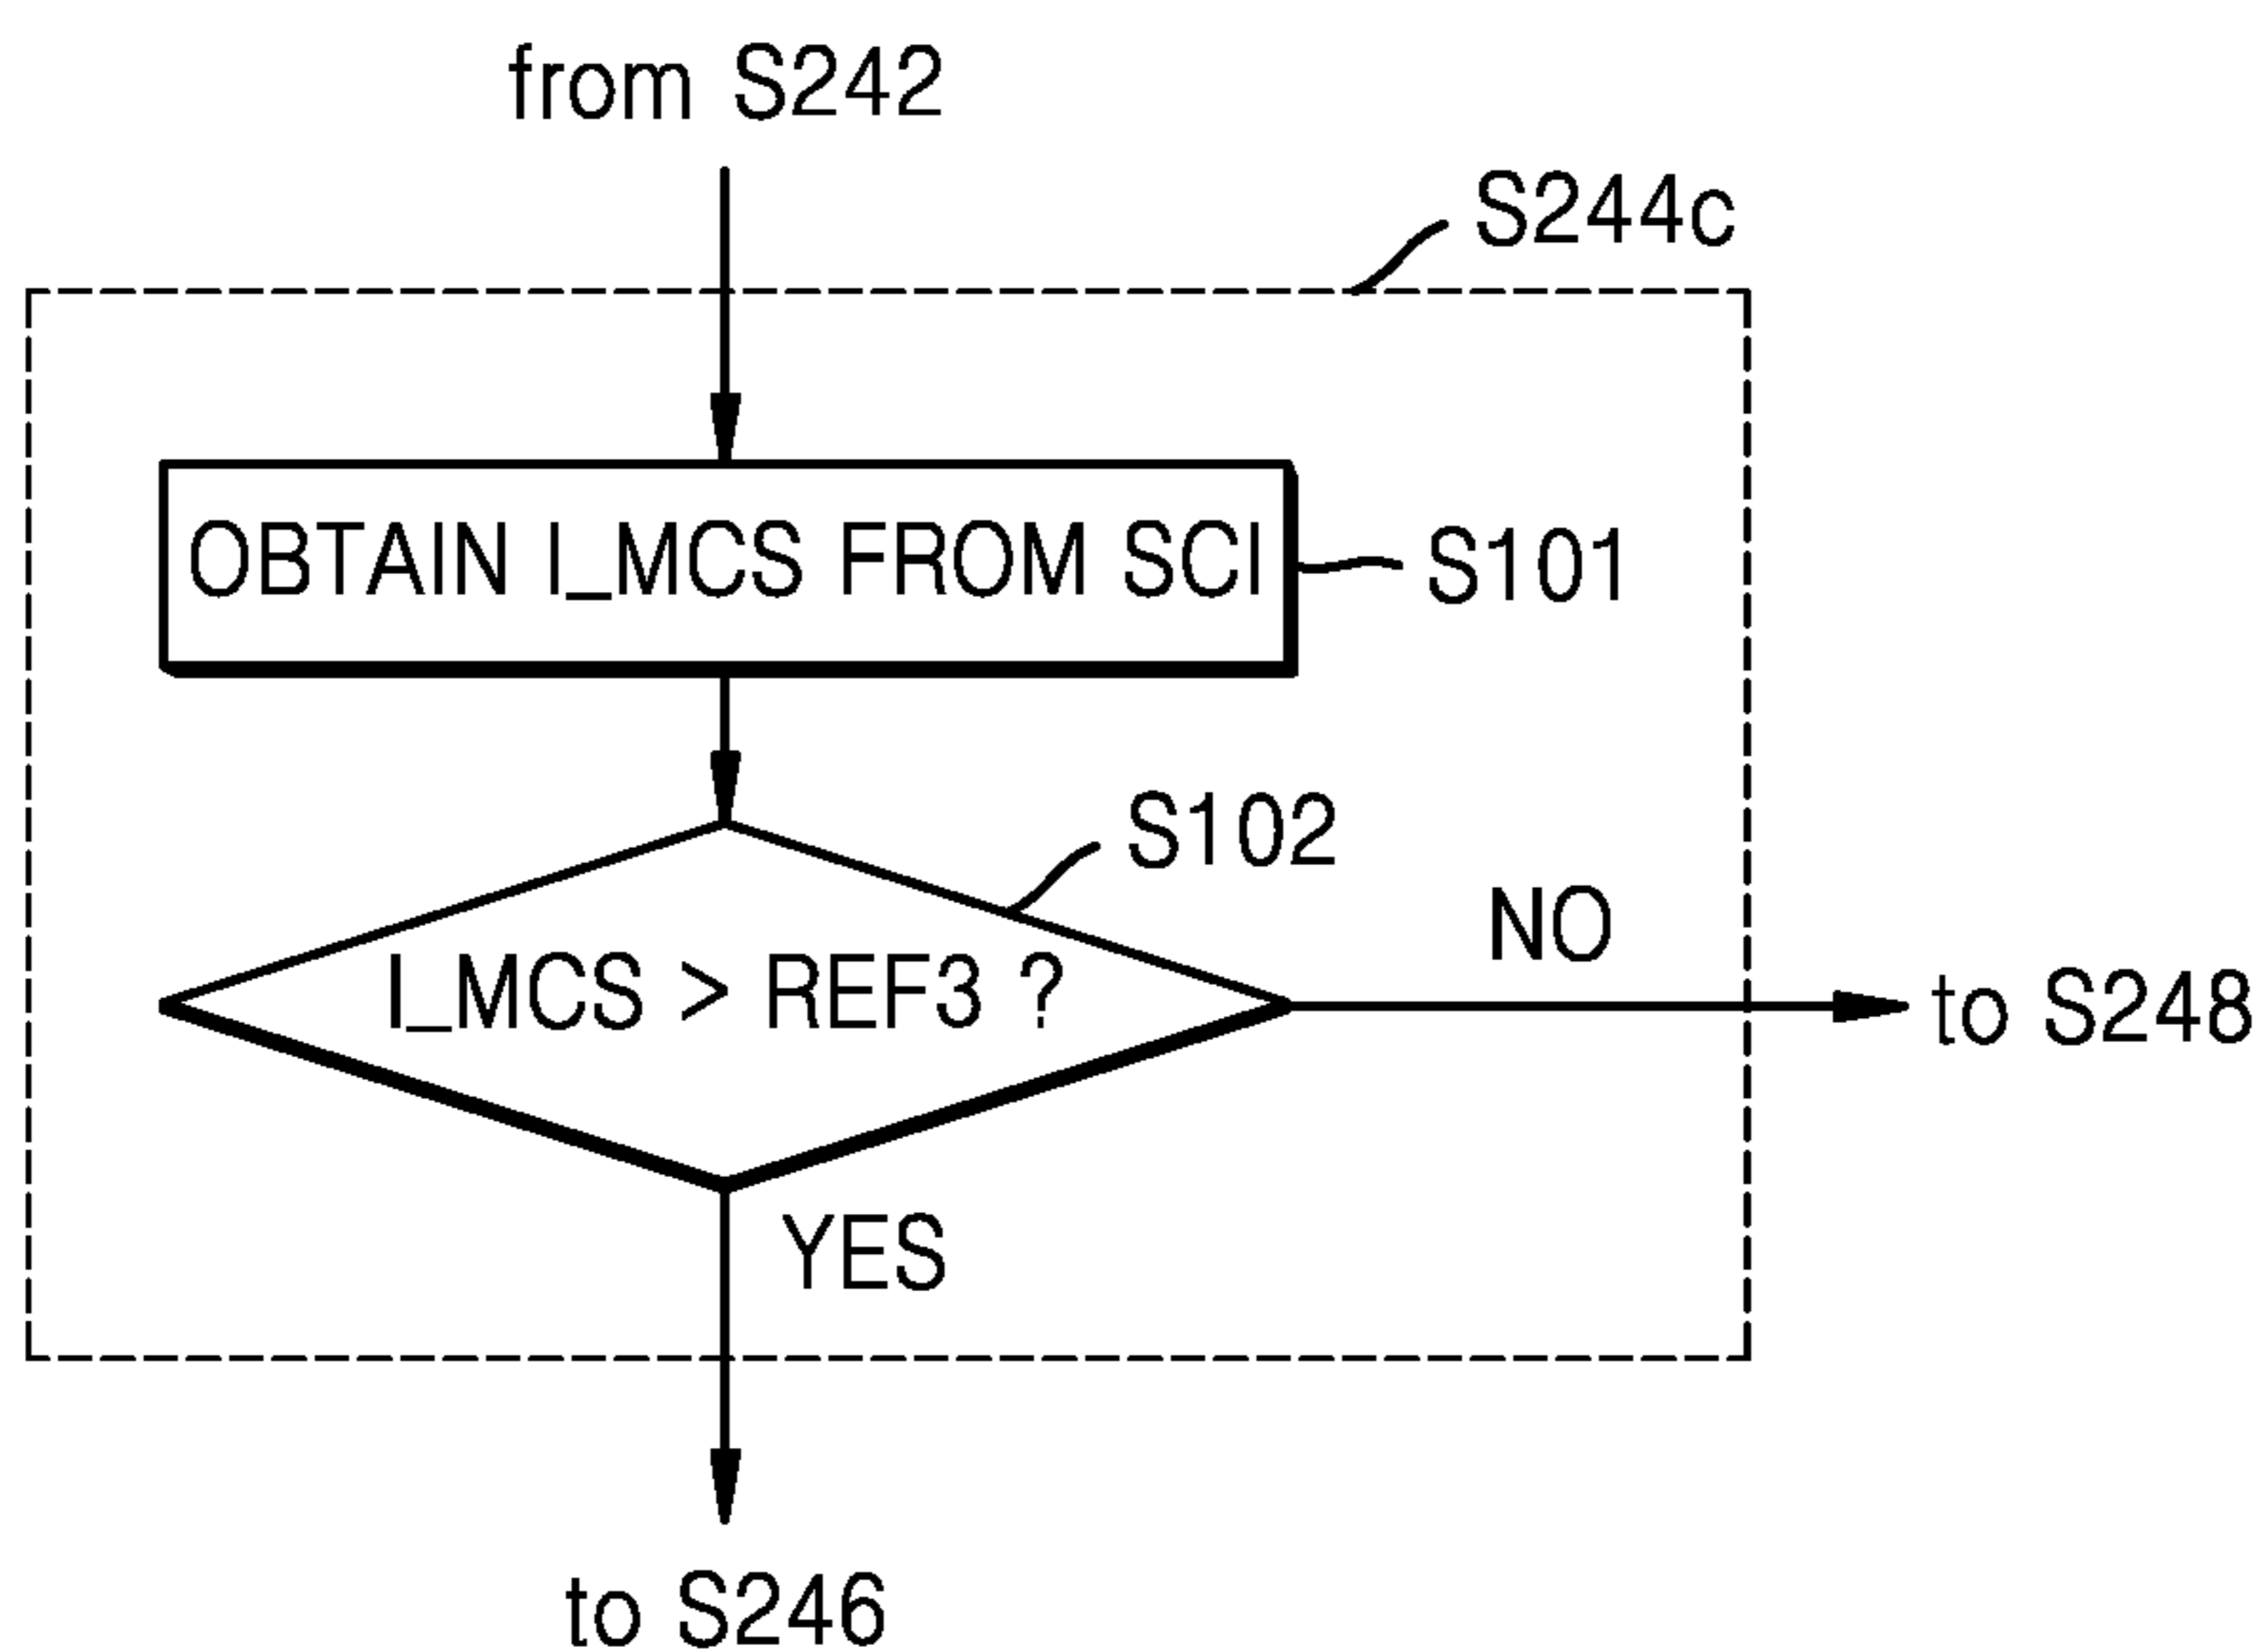 from S242
S244c
OBTAIN I_MCS FROM SCI
S101
S102
I_MCS > REF3 ?
NO
to S248
YES
to S246